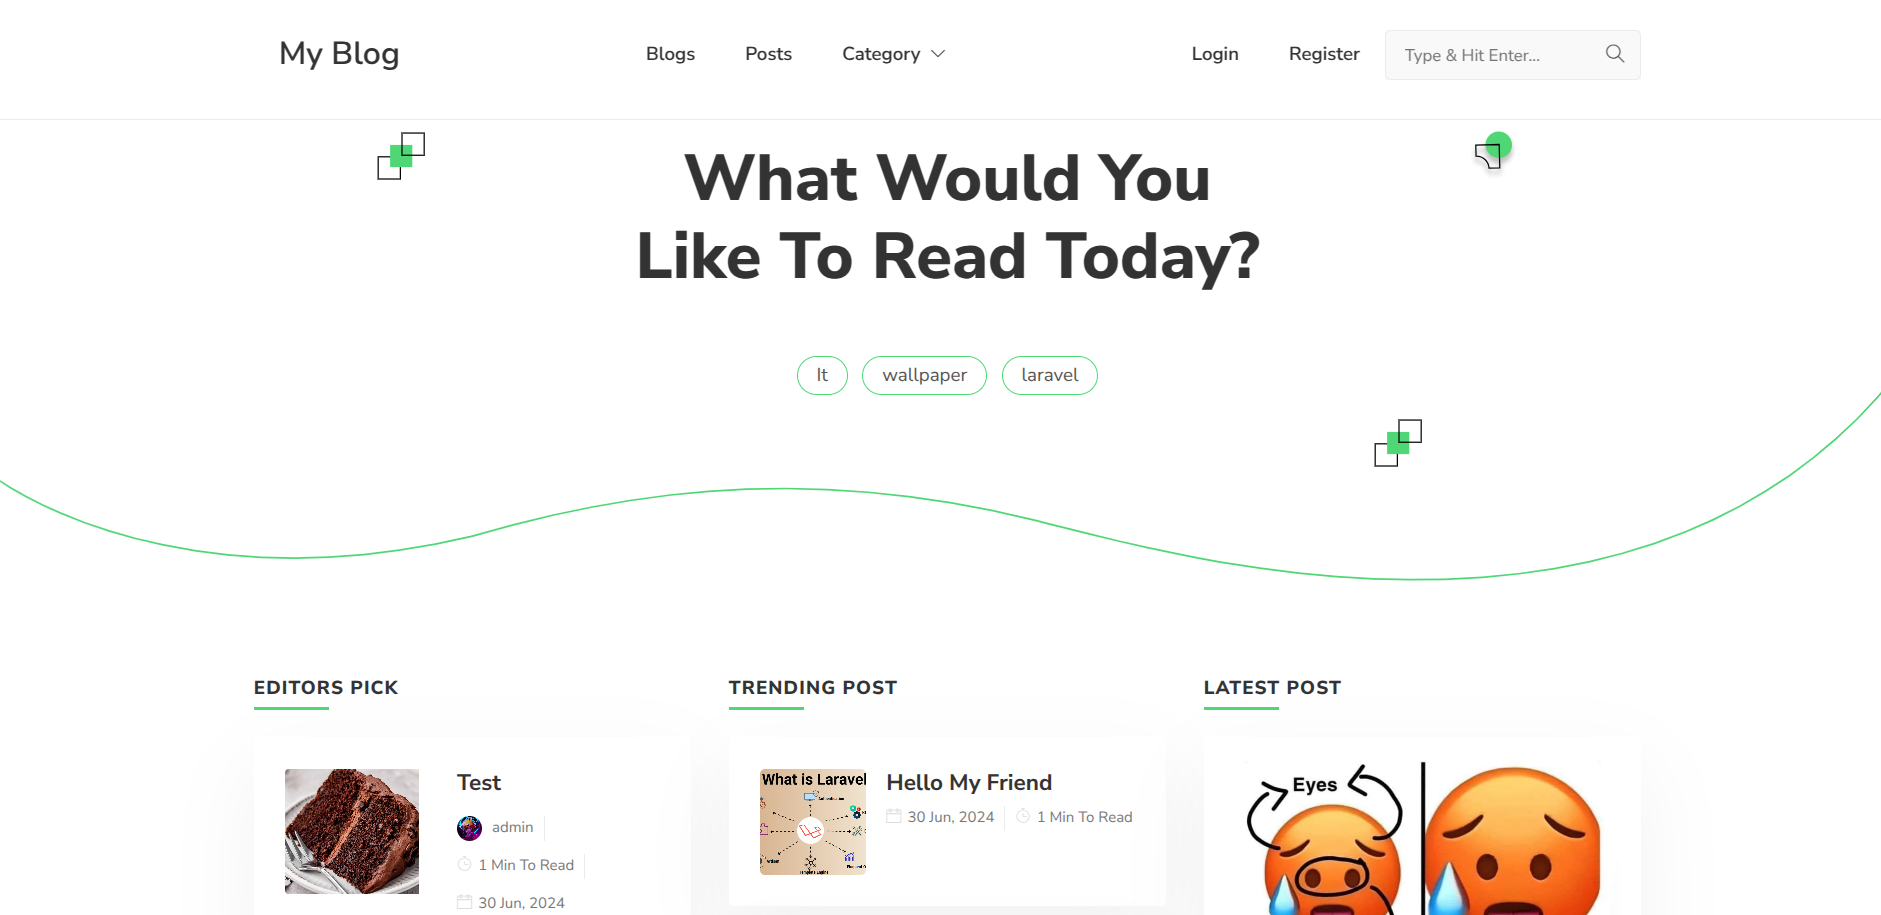 My Blog
Blogs
Posts
Category
Login
Register
Type & Hit Enter...
What Would You
Like To Read Today?
It
wallpaper
laravel
EDITORS PICK
Test
admin
1 Min To Read
30 Jun, 2024
TRENDING POST
What is Laravel
Hello My Friend
30 Jun, 2024
1 Min To Read
LATEST POST
Eyes